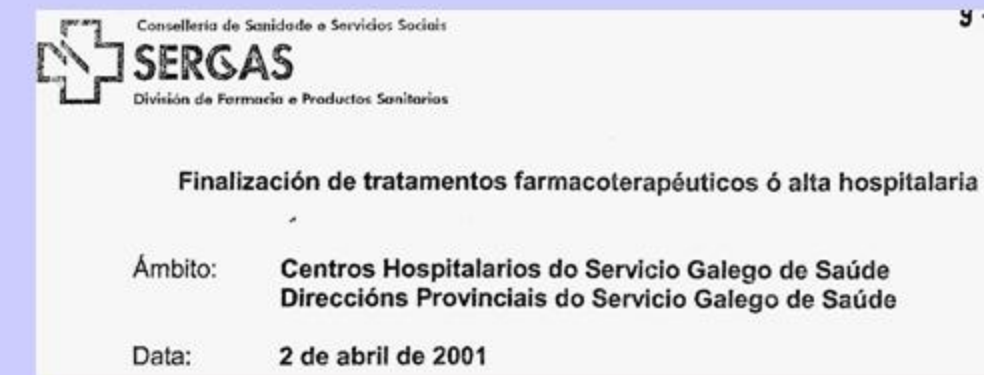 Consellería de Sanidade e Servicios Sociais
SERGAS
División de Farmacia e Productos Sanitarios
Finalización de tratamentos farmacoterapéuticos ó alta hospitalaria
Ámbito: Centros Hospitalarios do Servicio Galego de Saúde
Direccións Provinciais do Servicio Galego de Saúde
Data: 2 de abril de 2001